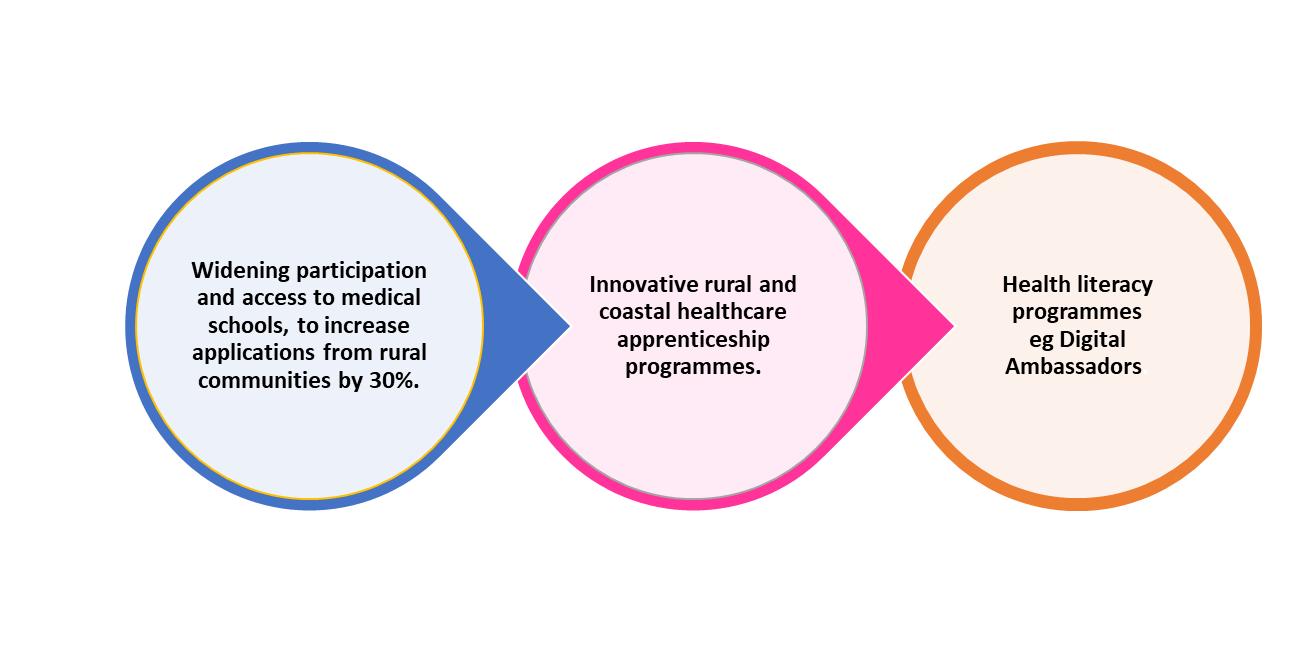 Widening participation
and access to medical
schools, to increase
applications from rural
communities by 30%.
Innovative rural and
coastal healthcare
apprenticeship
programmes.
Health literacy
programmes
eg Digital
Ambassadors